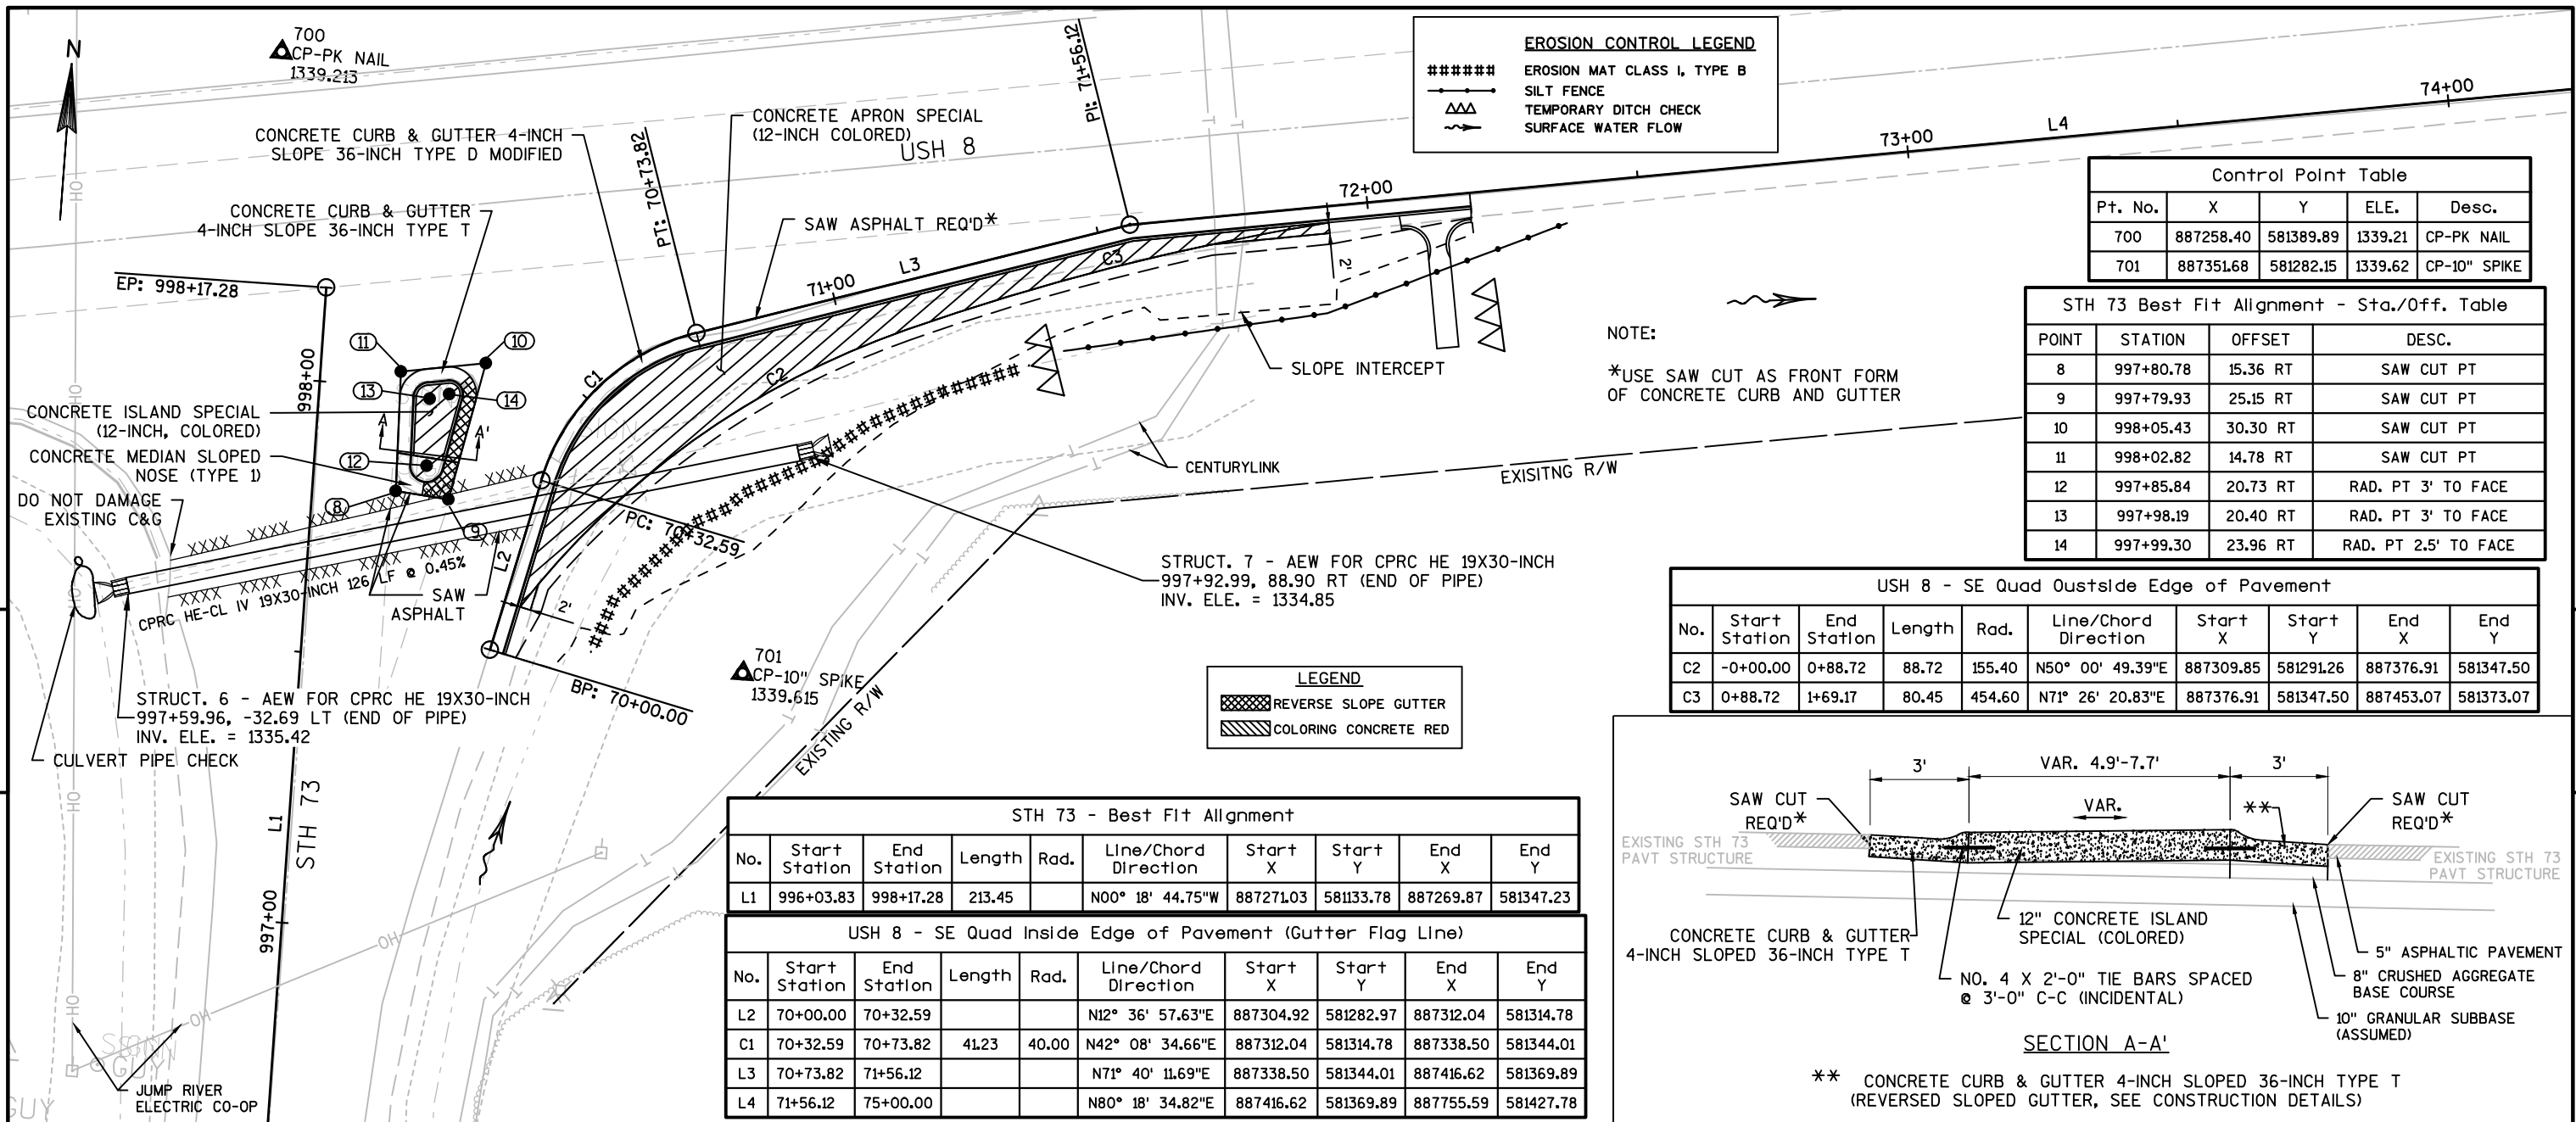 N
700
CP-PK NAIL
1339.213
CONCRETE CURB & GUTTER 4-INCH
SLOPE 36-INCH TYPE D MODIFIED
CONCRETE APRON SPECIAL
(12-INCH COLORED)
USH 8
PT: 70+73.82
PI: 71+56.12
CONCRETE CURB & GUTTER
4-INCH SLOPE 36-INCH TYPE T
SAW ASPHALT REQ'D*
EP: 998+17.28
998+00
997+00
L1
STH 73
71+00
72+00
73+00
74+00
L2
L3
L4
C1
C2
C3
2'
2'
11
10
13
14
12
8
9
A
A'
CONCRETE ISLAND SPECIAL
(12-INCH, COLORED)
CONCRETE MEDIAN SLOPED
NOSE (TYPE 1)
DO NOT DAMAGE
EXISTING C&G
CPRC HE-CL IV 19X30-INCH 126 LF @ 0.45%
SAW
ASPHALT
PC: 70+32.59
BP: 70+00.00
STRUCT. 6 - AEW FOR CPRC HE 19X30-INCH
997+59.96, -32.69 LT (END OF PIPE)
INV. ELE. = 1335.42
CULVERT PIPE CHECK
701
CP-10" SPIKE
1339.615
EXISTING R/W
STRUCT. 7 - AEW FOR CPRC HE 19X30-INCH
997+92.99, 88.90 RT (END OF PIPE)
INV. ELE. = 1334.85
SLOPE INTERCEPT
CENTURYLINK
EXISITNG R/W
NOTE:
*USE SAW CUT AS FRONT FORM
OF CONCRETE CURB AND GUTTER
OH
OH
OH
OH
OH
OH
OH
SIGN
GUY
GUY
JUMP RIVER
ELECTRIC CO-OP
EROSION CONTROL LEGEND
EROSION MAT CLASS I, TYPE B
SILT FENCE
TEMPORARY DITCH CHECK
SURFACE WATER FLOW
LEGEND
REVERSE SLOPE GUTTER
COLORING CONCRETE RED
Control Point Table
Pt. No. X Y ELE. Desc.
700 887258.40 581389.89 1339.21 CP-PK NAIL
701 887351.68 581282.15 1339.62 CP-10" SPIKE
STH 73 Best Fit Alignment - Sta./Off. Table
POINT STATION OFFSET DESC.
8 997+80.78 15.36 RT SAW CUT PT
9 997+79.93 25.15 RT SAW CUT PT
10 998+05.43 30.30 RT SAW CUT PT
11 998+02.82 14.78 RT SAW CUT PT
12 997+85.84 20.73 RT RAD. PT 3' TO FACE
13 997+98.19 20.40 RT RAD. PT 3' TO FACE
14 997+99.30 23.96 RT RAD. PT 2.5' TO FACE
USH 8 - SE Quad Oustside Edge of Pavement
No. Start Station End Station Length Rad. Line/Chord Direction Start X Start Y End X End Y
C2 -0+00.00 0+88.72 88.72 155.40 N50° 00' 49.39"E 887309.85 581291.26 887376.91 581347.50
C3 0+88.72 1+69.17 80.45 454.60 N71° 26' 20.83"E 887376.91 581347.50 887453.07 581373.07
STH 73 - Best Fit Alignment
No. Start Station End Station Length Rad. Line/Chord Direction Start X Start Y End X End Y
L1 996+03.83 998+17.28 213.45 N00° 18' 44.75"W 887271.03 581133.78 887269.87 581347.23
USH 8 - SE Quad Inside Edge of Pavement (Gutter Flag Line)
No. Start Station End Station Length Rad. Line/Chord Direction Start X Start Y End X End Y
L2 70+00.00 70+32.59 N12° 36' 57.63"E 887304.92 581282.97 887312.04 581314.78
C1 70+32.59 70+73.82 41.23 40.00 N42° 08' 34.66"E 887312.04 581314.78 887338.50 581344.01
L3 70+73.82 71+56.12 N71° 40' 11.69"E 887338.50 581344.01 887416.62 581369.89
L4 71+56.12 75+00.00 N80° 18' 34.82"E 887416.62 581369.89 887755.59 581427.78
3'
VAR. 4.9'-7.7'
3'
SAW CUT
REQ'D*
VAR.
**
SAW CUT
REQ'D*
EXISTING STH 73
PAVT STRUCTURE
EXISTING STH 73
PAVT STRUCTURE
CONCRETE CURB & GUTTER
4-INCH SLOPED 36-INCH TYPE T
12" CONCRETE ISLAND
SPECIAL (COLORED)
NO. 4 X 2'-0" TIE BARS SPACED
@ 3'-0" C-C (INCIDENTAL)
5" ASPHALTIC PAVEMENT
8" CRUSHED AGGREGATE
BASE COURSE
10" GRANULAR SUBBASE
(ASSUMED)
SECTION A-A'
** CONCRETE CURB & GUTTER 4-INCH SLOPED 36-INCH TYPE T
(REVERSED SLOPED GUTTER, SEE CONSTRUCTION DETAILS)